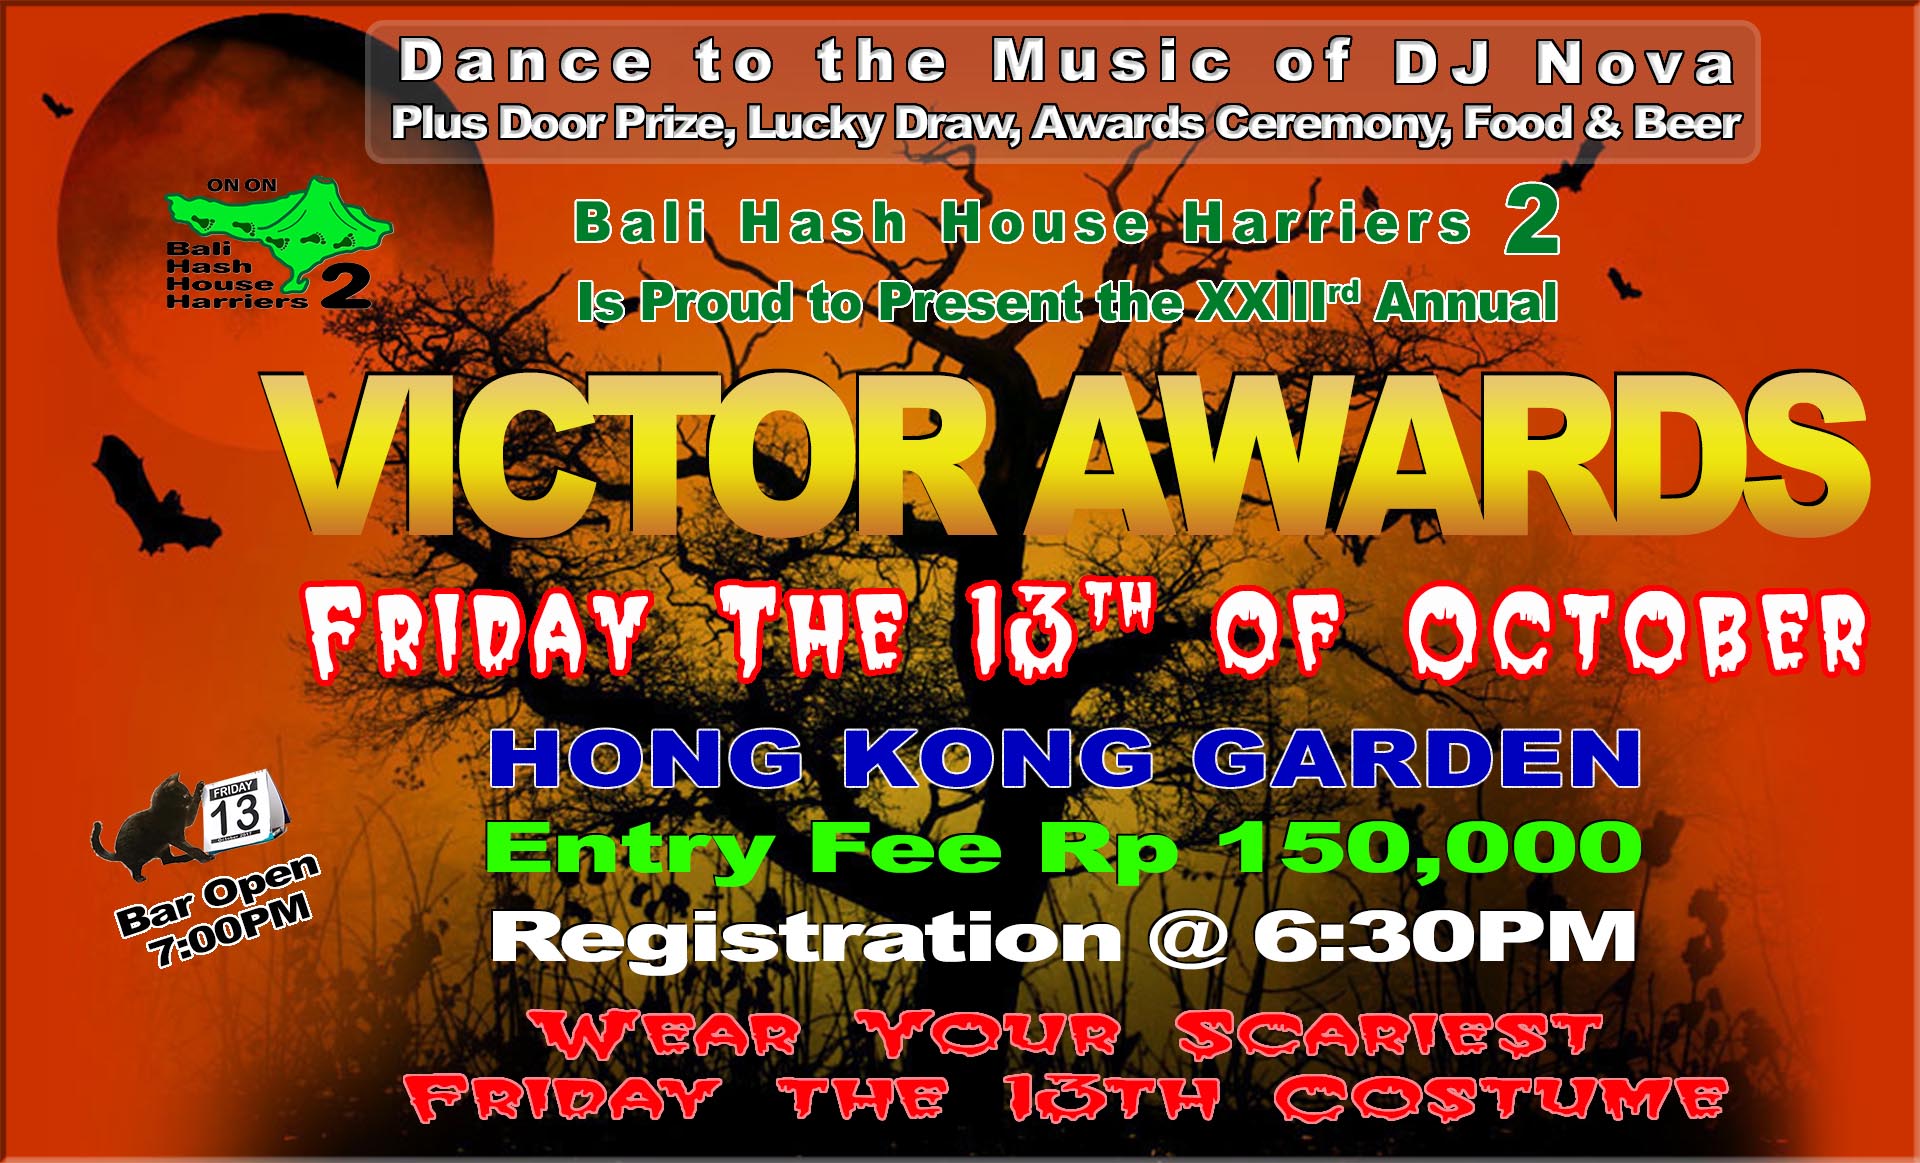 Dance to the Music of DJ Nova
Plus Door Prize, Lucky Draw, Awards Ceremony, Food & Beer
ON ON
Bali
Hash
House
Harriers 2
Bali Hash House Harriers 2
Is Proud to Present the XXIIIrd Annual
VICTOR AWARDS
Friday The 13th of October
HONG KONG GARDEN
FRIDAY
13
October 2017
Entry Fee Rp 150,000
Bar Open
7:00PM
Registration @ 6:30PM
Wear Your Scariest
Friday the 13th Costume